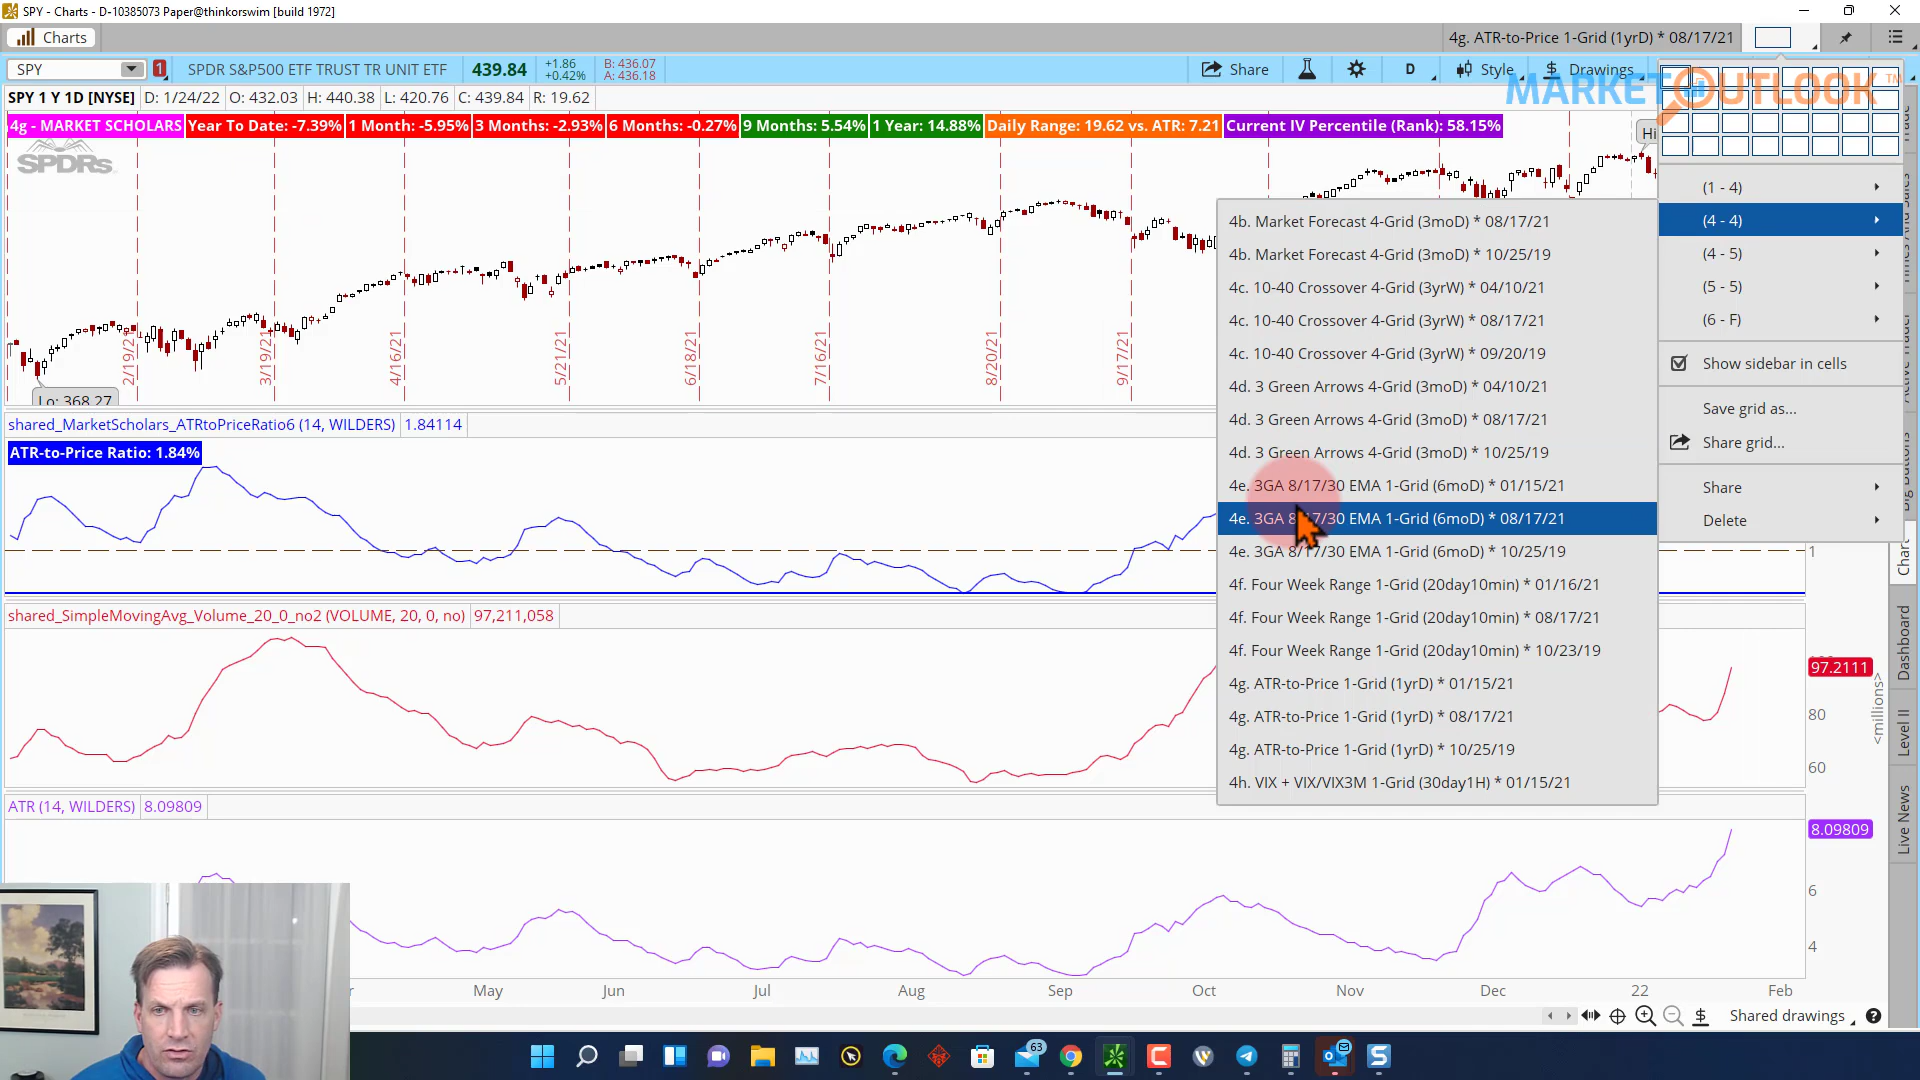 SPY - Charts - D-10385073 Paper@thinkorswim [build 1972]
Charts
4g. ATR-to-Price 1-Grid (1yrD) * 08/17/21
SPY
1
SPDR S&P500 ETF TRUST TR UNIT ETF
439.84
+1.86
+0.42%
B: 436.07
A: 436.18
Share
D
Style
Drawings
MARKET OUTLOOK™
SPY 1 Y 1D [NYSE]
D: 1/24/22
O: 432.03
H: 440.38
L: 420.76
C: 439.84
R: 19.62
4g - MARKET SCHOLARS
Year To Date: -7.39%
1 Month: -5.95%
3 Months: -2.93%
6 Months: -0.27%
9 Months: 5.54%
1 Year: 14.88%
Daily Range: 19.62 vs. ATR: 7.21
Current IV Percentile (Rank): 58.15%
Hi
SPDRs
2/19/21
3/19/21
4/16/21
5/21/21
6/18/21
7/16/21
8/20/21
9/17/21
Lo: 368.27
(1 - 4)
(4 - 4)
(4 - 5)
(5 - 5)
(6 - F)
Show sidebar in cells
Save grid as...
Share grid...
Share
Delete
4b. Market Forecast 4-Grid (3moD) * 08/17/21
4b. Market Forecast 4-Grid (3moD) * 10/25/19
4c. 10-40 Crossover 4-Grid (3yrW) * 04/10/21
4c. 10-40 Crossover 4-Grid (3yrW) * 08/17/21
4c. 10-40 Crossover 4-Grid (3yrW) * 09/20/19
4d. 3 Green Arrows 4-Grid (3moD) * 04/10/21
4d. 3 Green Arrows 4-Grid (3moD) * 08/17/21
4d. 3 Green Arrows 4-Grid (3moD) * 10/25/19
4e. 3GA 8/17/30 EMA 1-Grid (6moD) * 01/15/21
4e. 3GA 8/17/30 EMA 1-Grid (6moD) * 08/17/21
4e. 3GA 8/17/30 EMA 1-Grid (6moD) * 10/25/19
4f. Four Week Range 1-Grid (20day10min) * 01/16/21
4f. Four Week Range 1-Grid (20day10min) * 08/17/21
4f. Four Week Range 1-Grid (20day10min) * 10/23/19
4g. ATR-to-Price 1-Grid (1yrD) * 01/15/21
4g. ATR-to-Price 1-Grid (1yrD) * 08/17/21
4g. ATR-to-Price 1-Grid (1yrD) * 10/25/19
4h. VIX + VIX/VIX3M 1-Grid (30day1H) * 01/15/21
shared_MarketScholars_ATRtoPriceRatio6 (14, WILDERS)
1.84114
ATR-to-Price Ratio: 1.84%
1
shared_SimpleMovingAvg_Volume_20_0_no2 (VOLUME, 20, 0, no)
97,211,058
97.2111
80
60
<millions>
ATR (14, WILDERS)
8.09809
8.09809
6
4
May
Jun
Jul
Aug
Sep
Oct
Nov
Dec
22
Feb
Shared drawings
Chart
Dashboard
Level II
Live News
63